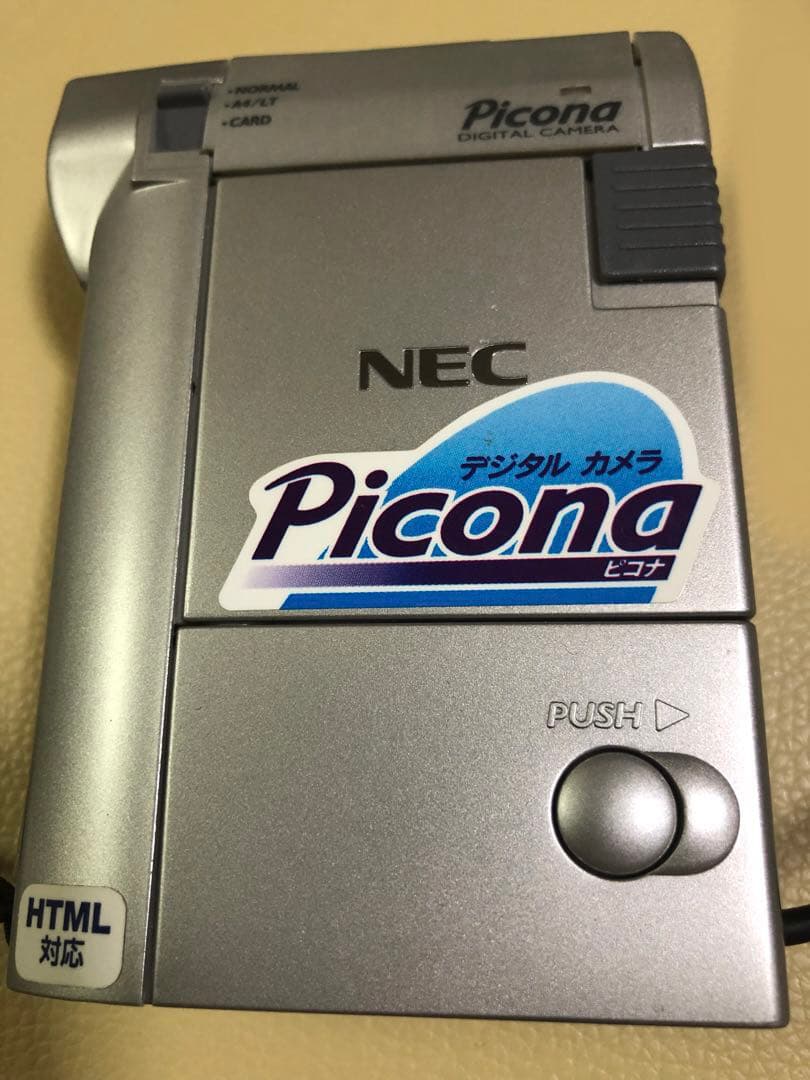 •NORMAL
•A4/LT
•CARD
Picona
DIGITAL CAMERA
NEC
デジタル カメラ
Picona
ピコナ
PUSH ▷
HTML
対応